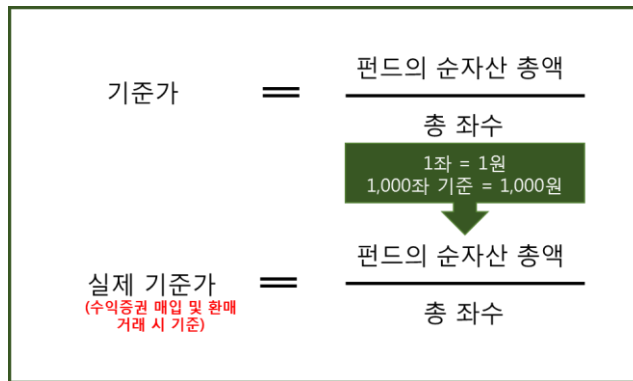 펀드의 순자산 총액
기준가 =
총 좌수
1좌 = 1원
1,000좌 기준 = 1,000원
펀드의 순자산 총액
실제 기준가 =
(수익증권 매입 및 환매
거래 시 기준)
총 좌수